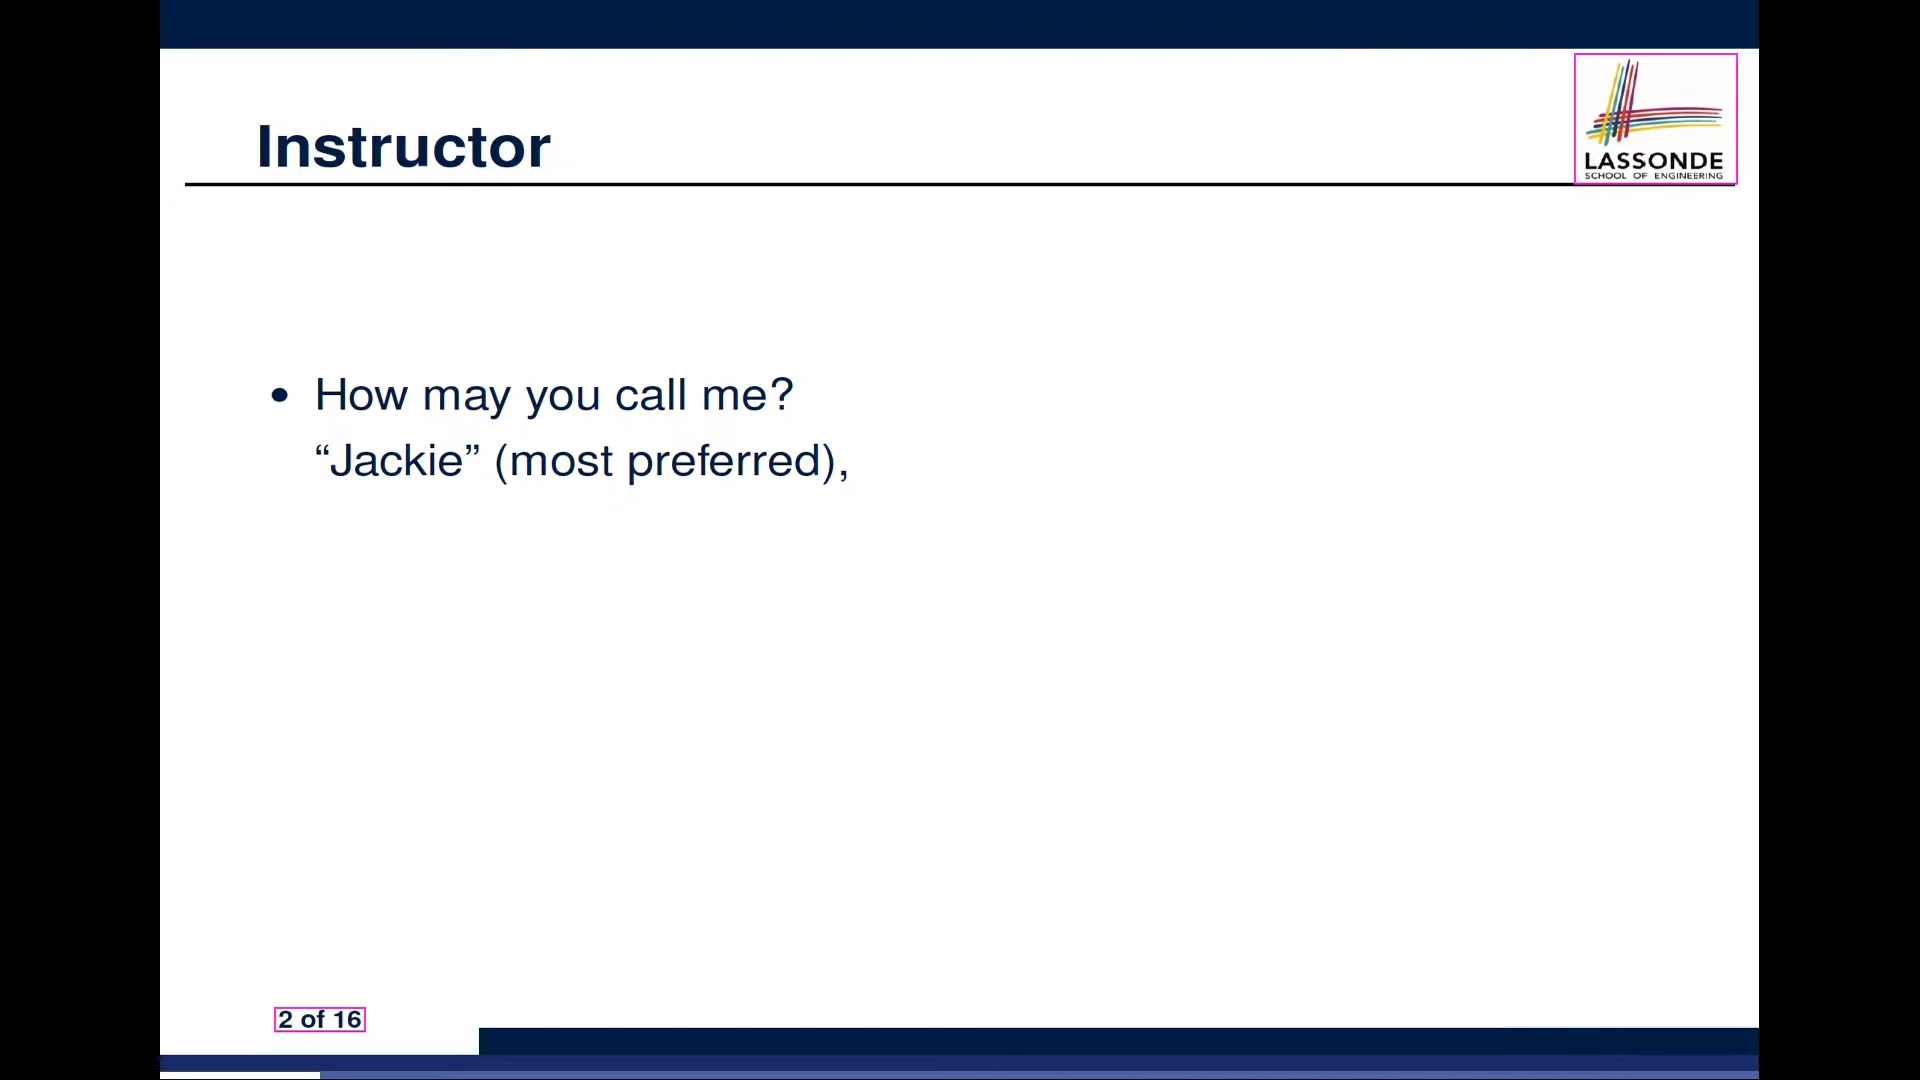 Instructor
LASSONDE
SCHOOL OF ENGINEERING
• How may you call me?
“Jackie” (most preferred),
2 of 16